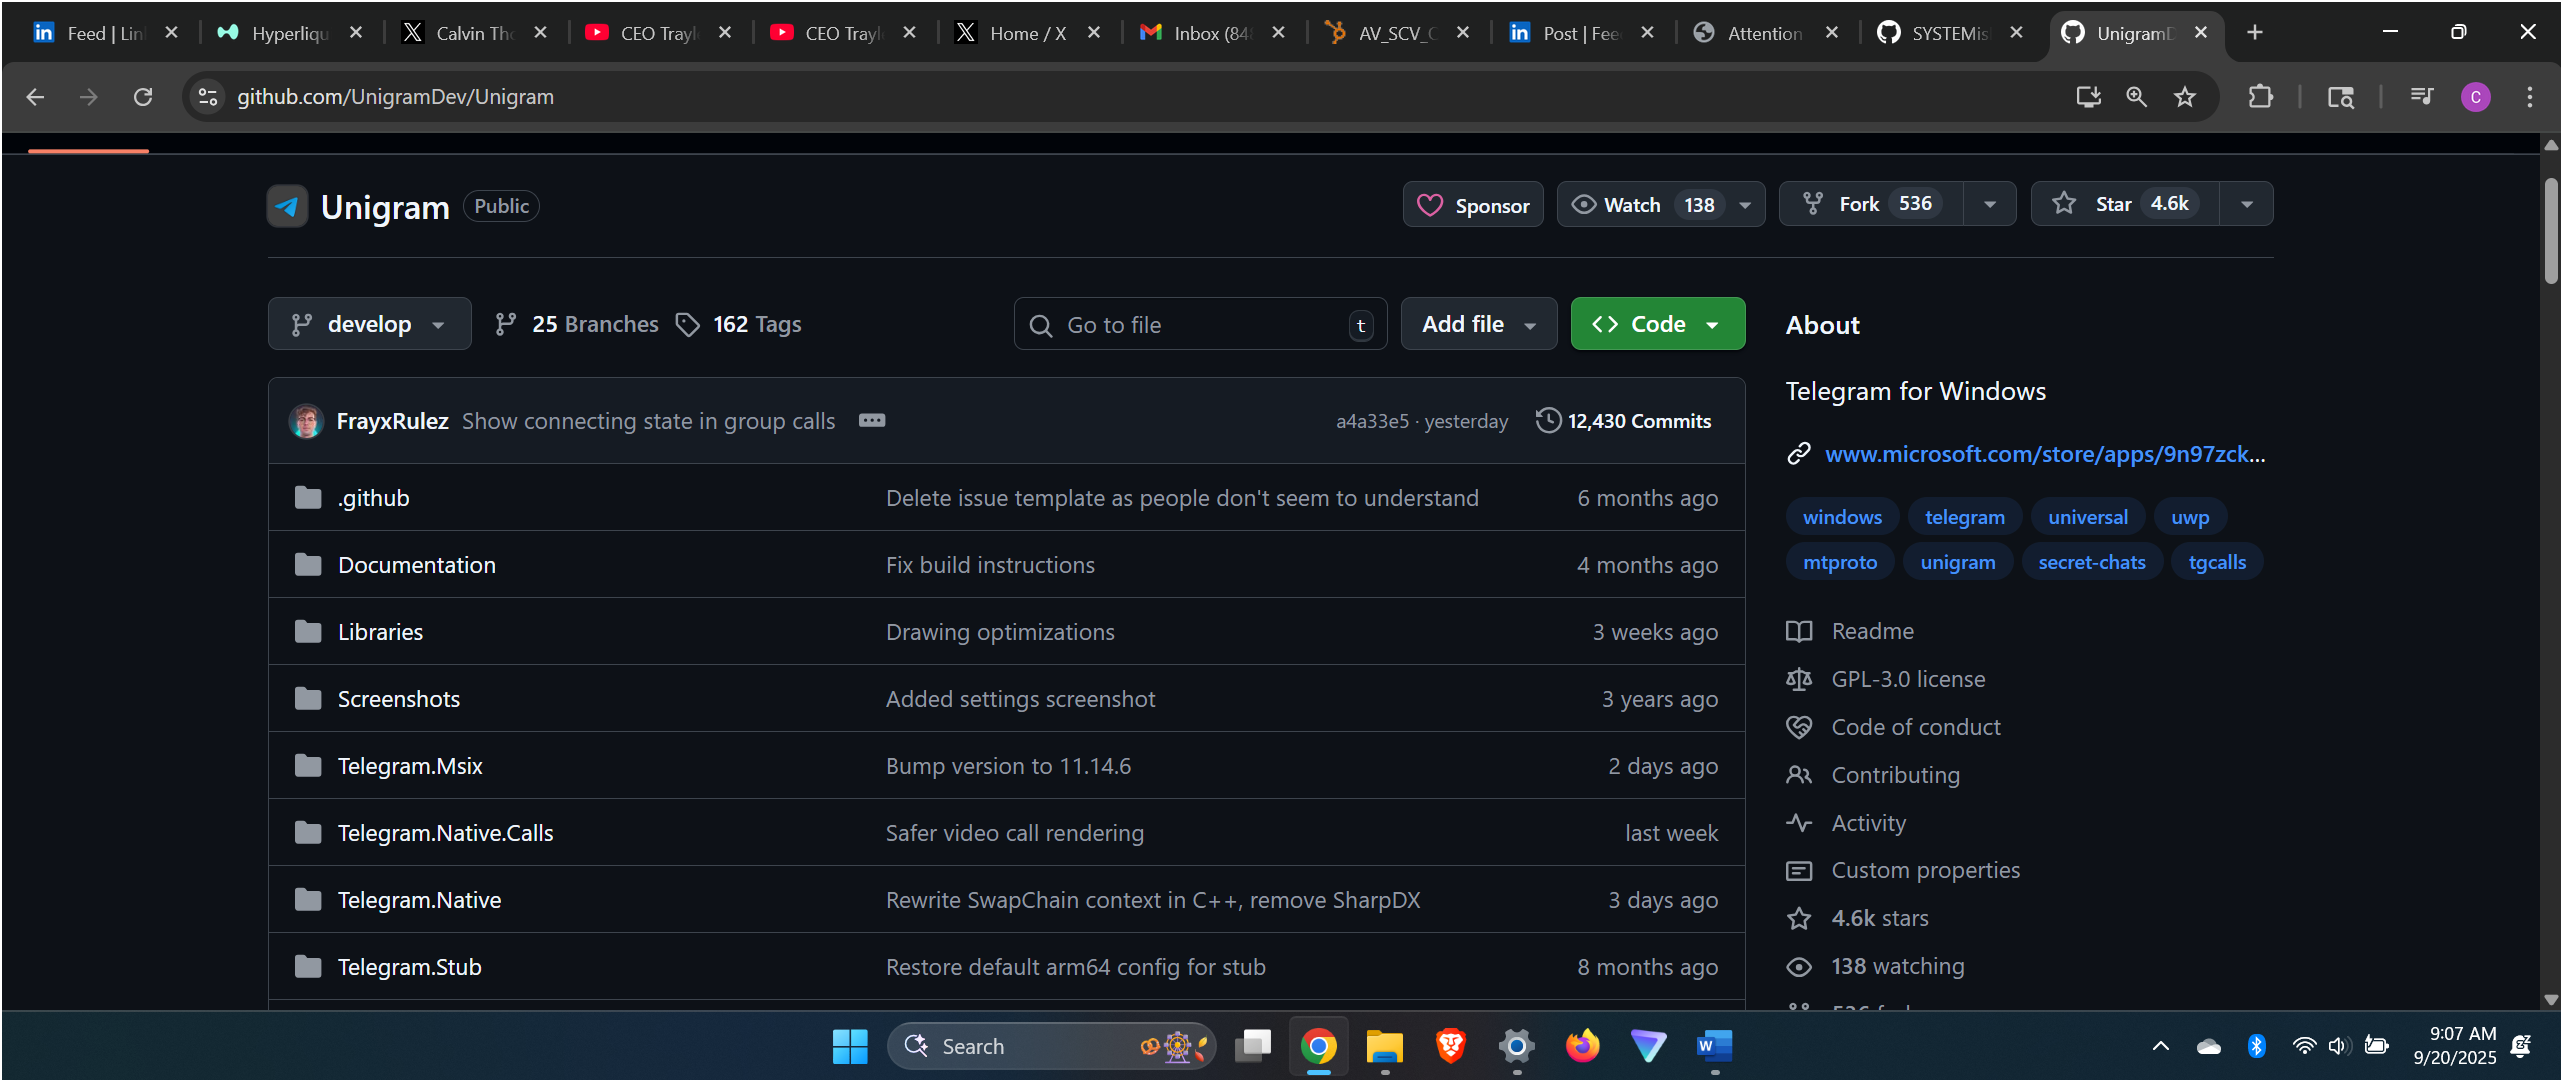 Feed | Lin
Hyperliqu
Calvin Tho
CEO Trayl
CEO Trayl
Home / X
Inbox (848
AV_SCV_C
Post | Fee
Attention
SYSTEMis
UnigramD
github.com/UnigramDev/Unigram
C
Unigram Public
Sponsor
Watch 138
Fork 536
Star 4.6k
develop
25 Branches
162 Tags
Go to file t
Add file
Code
FrayxRulez Show connecting state in group calls
a4a33e5 · yesterday
12,430 Commits
.github Delete issue template as people don't seem to understand 6 months ago
Documentation Fix build instructions 4 months ago
Libraries Drawing optimizations 3 weeks ago
Screenshots Added settings screenshot 3 years ago
Telegram.Msix Bump version to 11.14.6 2 days ago
Telegram.Native.Calls Safer video call rendering last week
Telegram.Native Rewrite SwapChain context in C++, remove SharpDX 3 days ago
Telegram.Stub Restore default arm64 config for stub 8 months ago
About
Telegram for Windows
www.microsoft.com/store/apps/9n97zck...
windows telegram universal uwp
mtproto unigram secret-chats tgcalls
Readme
GPL-3.0 license
Code of conduct
Contributing
Activity
Custom properties
4.6k stars
138 watching
Search
9:07 AM
9/20/2025